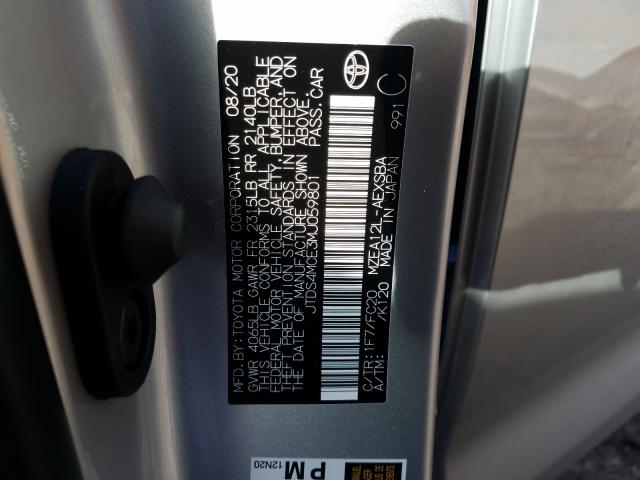 MFD.BY:TOYOTA MOTOR CORPORATION 08/20
GVWR 4065LB GAWR FR 2315LB RR 2140LB
THIS VEHICLE CONFORMS TO ALL APPLICABLE
FEDERAL MOTOR VEHICLE SAFETY, BUMPER, AND
THEFT PREVENTION STANDARDS IN EFFECT ON
THE DATE OF MANUFACTURE SHOWN ABOVE.
JTDS4MCE3MJ059801 PASS.CAR
C/TR:1F7/FC20 MZEA12L-AEXSBA
A/TM: /K120 MADE IN JAPAN
991 C
PM
12N20